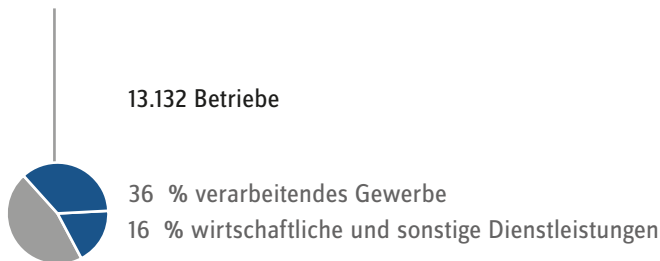 13.132 Betriebe
36 % verarbeitendes Gewerbe
16 % wirtschaftliche und sonstige Dienstleistungen